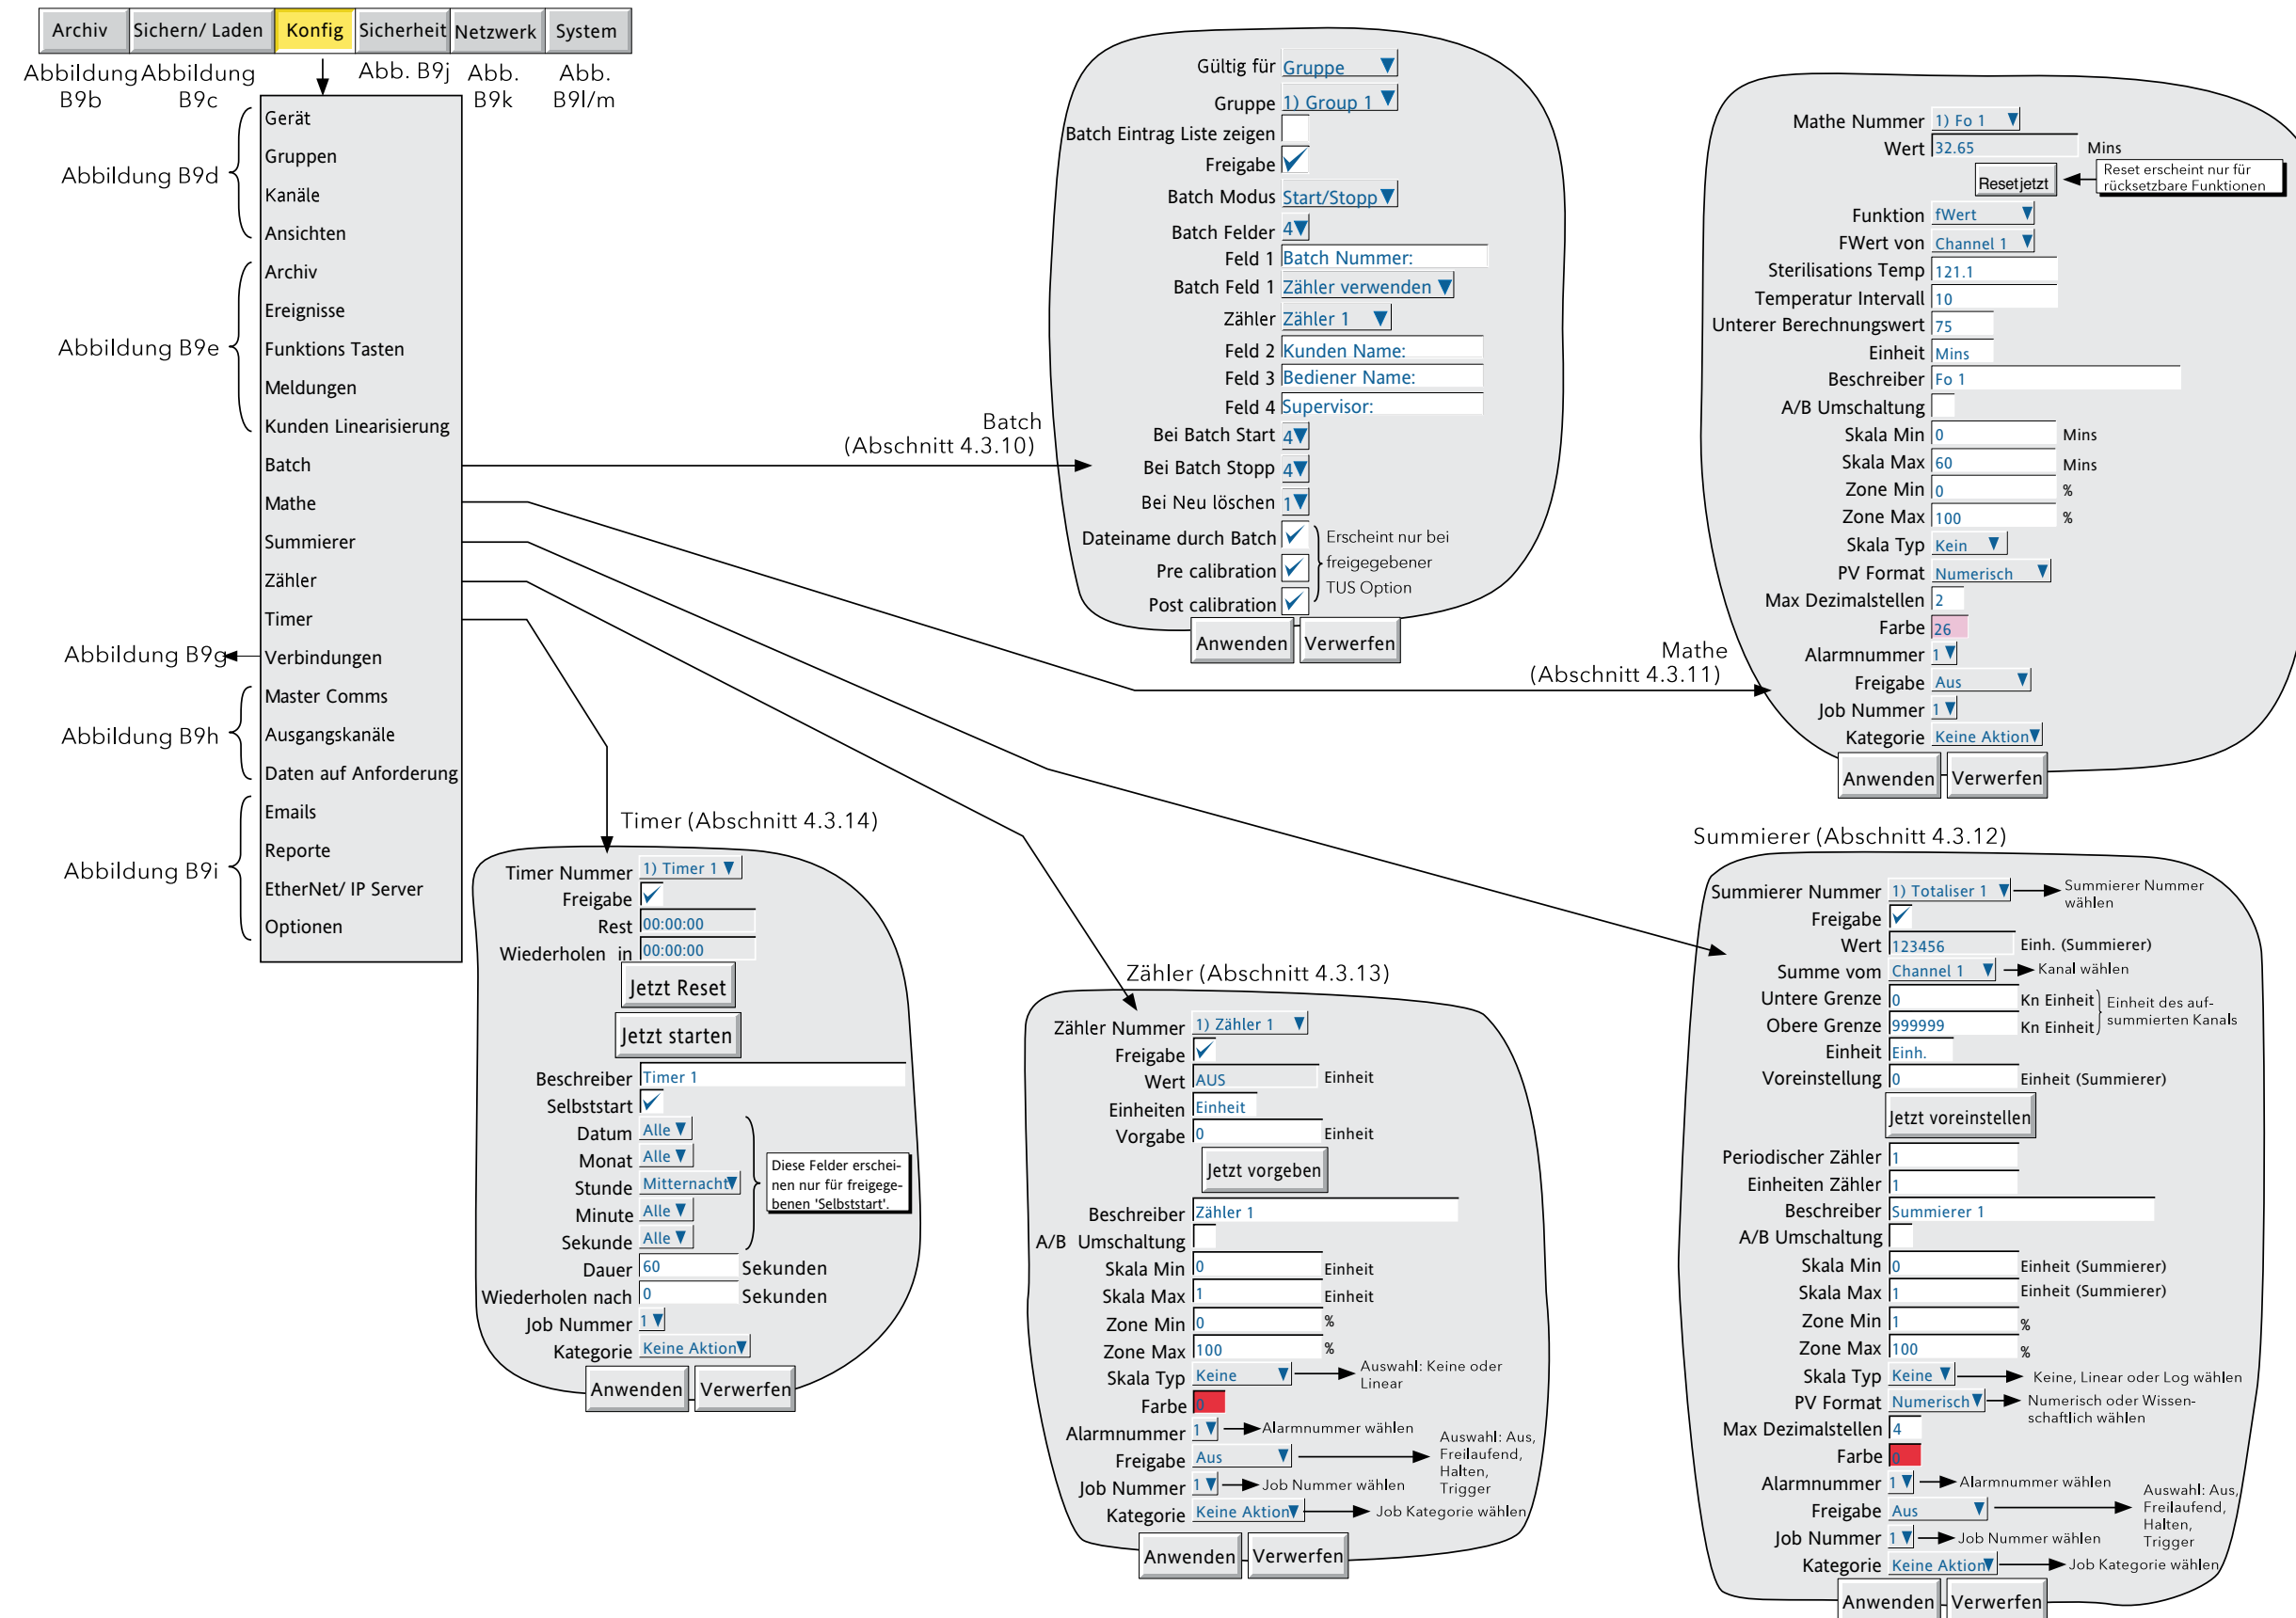 Archiv
Sichern/ Laden
Konfig
Sicherheit
Netzwerk
System
Abbildung
B9b
Abbildung
B9c
Abb. B9j
Abb.
B9k
Abb.
B9l/m
Gerät
Gruppen
Kanäle
Ansichten
Archiv
Ereignisse
Funktions Tasten
Meldungen
Kunden Linearisierung
Batch
Mathe
Summierer
Zähler
Timer
Verbindungen
Master Comms
Ausgangskanäle
Daten auf Anforderung
Emails
Reporte
EtherNet/ IP Server
Optionen
Abbildung B9d
Abbildung B9e
Abbildung B9g
Abbildung B9h
Abbildung B9i
Batch
(Abschnitt 4.3.10)
Gültig für Gruppe
Gruppe 1) Group 1
Batch Eintrag Liste zeigen
Freigabe
Batch Modus Start/Stopp
Batch Felder 4
Feld 1 Batch Nummer:
Batch Feld 1 Zähler verwenden
Zähler Zähler 1
Feld 2 Kunden Name:
Feld 3 Bediener Name:
Feld 4 Supervisor:
Bei Batch Start 4
Bei Batch Stopp 4
Bei Neu löschen 1
Dateiname durch Batch
Pre calibration
Post calibration
Erscheint nur bei
freigegebener
TUS Option
Anwenden Verwerfen
Mathe
(Abschnitt 4.3.11)
Mathe Nummer 1) Fo 1
Wert 32.65 Mins
Reset jetzt
Reset erscheint nur für
rücksetzbare Funktionen
Funktion fWert
FWert von Channel 1
Sterilisations Temp 121.1
Temperatur Intervall 10
Unterer Berechnungswert 75
Einheit Mins
Beschreiber Fo 1
A/B Umschaltung
Skala Min 0 Mins
Skala Max 60 Mins
Zone Min 0 %
Zone Max 100 %
Skala Typ Kein
PV Format Numerisch
Max Dezimalstellen 2
Farbe 26
Alarmnummer 1
Freigabe Aus
Job Nummer 1
Kategorie Keine Aktion
Anwenden Verwerfen
Timer (Abschnitt 4.3.14)
Timer Nummer 1) Timer 1
Freigabe
Rest 00:00:00
Wiederholen in 00:00:00
Jetzt Reset
Jetzt starten
Beschreiber Timer 1
Selbststart
Datum Alle
Monat Alle
Stunde Mitternacht
Minute Alle
Sekunde Alle
Diese Felder erschei-
nen nur für freigege-
benen 'Selbststart'.
Dauer 60 Sekunden
Wiederholen nach 0 Sekunden
Job Nummer 1
Kategorie Keine Aktion
Anwenden Verwerfen
Zähler (Abschnitt 4.3.13)
Zähler Nummer 1) Zähler 1
Freigabe
Wert AUS Einheit
Einheiten Einheit
Vorgabe 0 Einheit
Jetzt vorgeben
Beschreiber Zähler 1
A/B Umschaltung
Skala Min 0 Einheit
Skala Max 1 Einheit
Zone Min 0 %
Zone Max 100 %
Skala Typ Keine
Auswahl: Keine oder
Linear
Farbe 0
Alarmnummer 1 Alarmnummer wählen
Freigabe Aus
Auswahl: Aus,
Freilaufend,
Halten,
Trigger
Job Nummer 1 Job Nummer wählen
Kategorie Keine Aktion Job Kategorie wählen
Anwenden Verwerfen
Summierer (Abschnitt 4.3.12)
Summierer Nummer 1) Totaliser 1
Summierer Nummer
wählen
Freigabe
Wert 123456 Einh. (Summierer)
Summe vom Channel 1 Kanal wählen
Untere Grenze 0 Kn Einheit
Obere Grenze 999999 Kn Einheit
Einheit des auf-
summierten Kanals
Einheit Einh.
Voreinstellung 0 Einheit (Summierer)
Jetzt voreinstellen
Periodischer Zähler 1
Einheiten Zähler 1
Beschreiber Summierer 1
A/B Umschaltung
Skala Min 0 Einheit (Summierer)
Skala Max 1 Einheit (Summierer)
Zone Min 1 %
Zone Max 100 %
Skala Typ Keine Keine, Linear oder Log wählen
PV Format Numerisch
Numerisch oder Wissen-
schaftlich wählen
Max Dezimalstellen 4
Farbe 0
Alarmnummer 1 Alarmnummer wählen
Freigabe Aus
Auswahl: Aus,
Freilaufend,
Halten,
Trigger
Job Nummer 1 Job Nummer wählen
Kategorie Keine Aktion Job Kategorie wählen
Anwenden Verwerfen